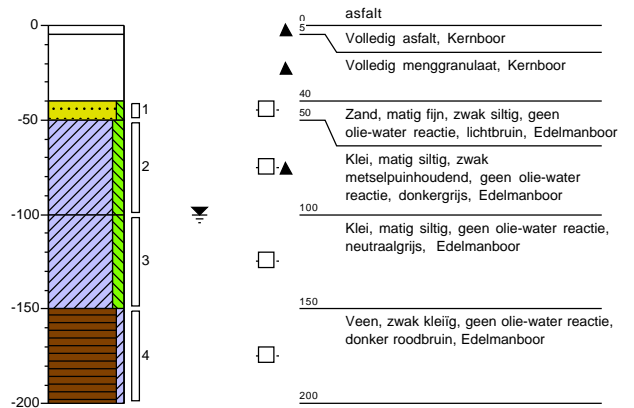 0
-50
-100
-150
-200
1
2
3
4
0
asfalt
5
Volledig asfalt, Kernboor
Volledig menggranulaat, Kernboor
40
50
Zand, matig fijn, zwak siltig, geen
olie-water reactie, lichtbruin, Edelmanboor
Klei, matig siltig, zwak
metselpuinhoudend, geen olie-water
reactie, donkergrijs, Edelmanboor
100
Klei, matig siltig, geen olie-water reactie,
neutraalgrijs, Edelmanboor
150
Veen, zwak kleiïg, geen olie-water reactie,
donker roodbruin, Edelmanboor
200